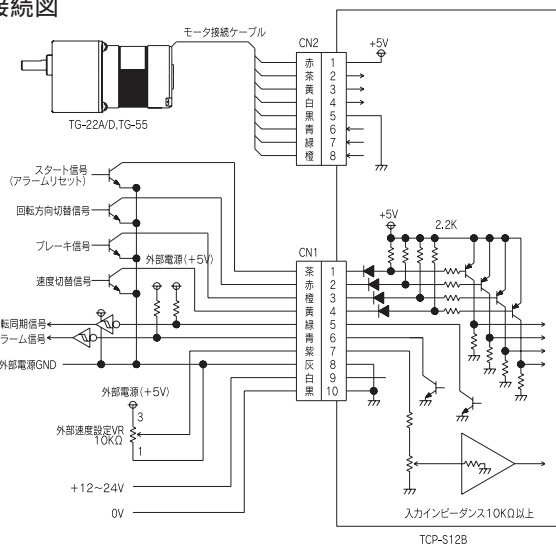 接続図
モータ接続ケーブル
TG-22A/D,TG-55
CN2
赤 1
茶 2
黄 3
白 4
黒 5
青 6
緑 7
橙 8
+5V
スタート信号
(アラームリセット)
回転方向切替信号
ブレーキ信号
速度切替信号
外部電源(+5V)
転同期信号
ラーム信号
外部電源GND
CN1
茶 1
赤 2
橙 3
黄 4
緑 5
青 6
紫 7
灰 8
白 9
黒 10
+5V
2.2K
外部電源(+5V)
3
外部速度設定VR
10KΩ
1
+12~24V
0V
入力インピーダンス10KΩ以上
TCP-S12B